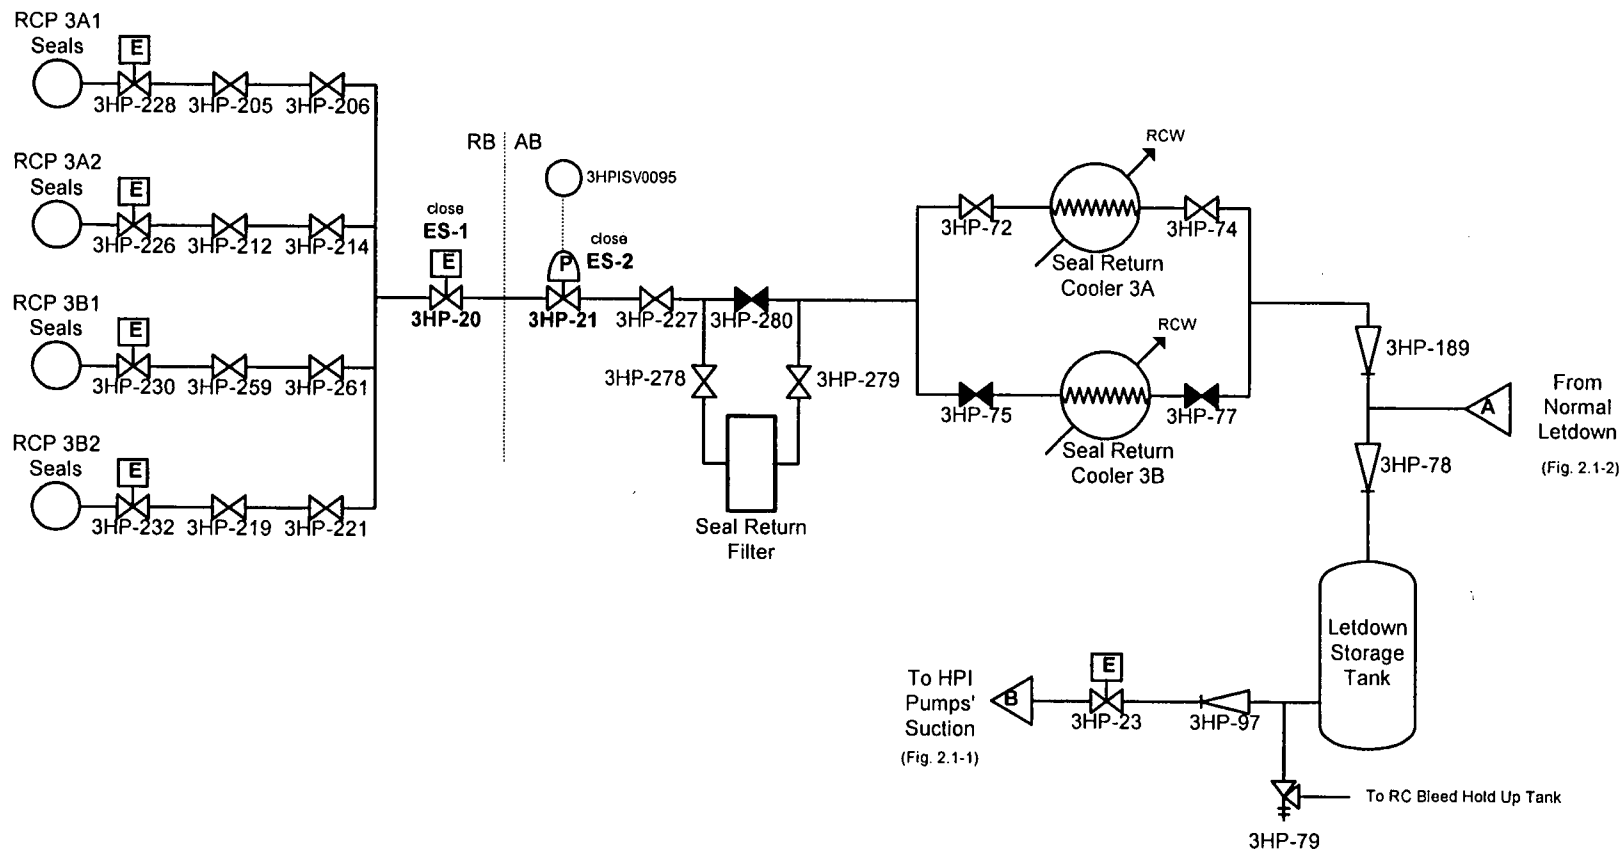 RCP 3A1
Seals
E
3HP-228
3HP-205
3HP-206
RCP 3A2
Seals
E
3HP-226
3HP-212
3HP-214
RCP 3B1
Seals
E
3HP-230
3HP-259
3HP-261
RCP 3B2
Seals
E
3HP-232
3HP-219
3HP-221
RB
AB
close
ES-1
E
3HP-20
3HPISV0095
close
ES-2
P
3HP-21
3HP-227
3HP-280
3HP-278
3HP-279
Seal Return
Filter
RCW
3HP-72
3HP-74
Seal Return
Cooler 3A
RCW
3HP-75
3HP-77
Seal Return
Cooler 3B
3HP-189
A
From
Normal
Letdown
(Fig. 2.1-2)
3HP-78
Letdown
Storage
Tank
To HPI
Pumps'
Suction
(Fig. 2.1-1)
B
E
3HP-23
3HP-97
To RC Bleed Hold Up Tank
3HP-79